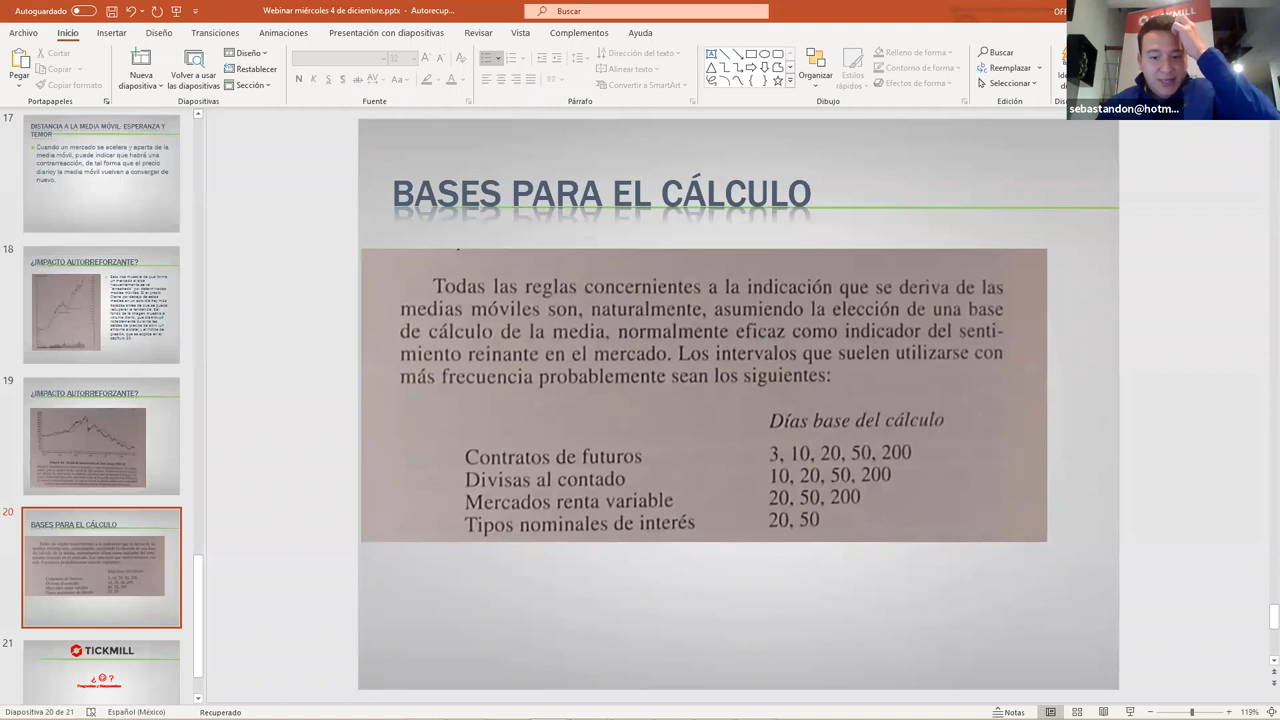 Autoguardado
Webinar miércoles 4 de diciembre.pptx - Autorecup...
Buscar
Archivo Inicio Insertar Diseño Transiciones Animaciones Presentación con diapositivas Revisar Vista Complementos Ayuda
TICKMILL
sebastandon@hotm...
Pegar
Cortar
Copiar
Copiar formato
Portapapeles
Nueva
diapositiva
Volver a usar
las diapositivas
Diseño
Restablecer
Sección
Diapositivas
32
N K S S ab AV Aa A
Fuente
Dirección del texto
Alinear texto
Convertir a SmartArt
Párrafo
Organizar
Estilos
rápidos
Relleno de forma
Contorno de forma
Efectos de forma
Dibujo
Buscar
Reemplazar
Seleccionar
Edición
17
DISTANCIA A LA MEDIA MÓVIL. ESPERANZA Y
TEMOR
Cuando un mercado se acelera y aparta de la
media móvil, puede indicar que habrá una
contrarreacción, de tal forma que el precio
diario y la media móvil vuelven a converger de
nuevo.
18
¿IMPACTO AUTORREFORZANTE?
19
¿IMPACTO AUTORREFORZANTE?
20
BASES PARA EL CÁLCULO
21
TICKMILL
¿ ?
Preguntas y Respuestas
BASES PARA EL CÁLCULO
Todas las reglas concernientes a la indicación que se deriva de las
medias móviles son, naturalmente, asumiendo la elección de una base
de cálculo de la media, normalmente eficaz como indicador del senti-
miento reinante en el mercado. Los intervalos que suelen utilizarse con
más frecuencia probablemente sean los siguientes:
Días base del cálculo
Contratos de futuros 3, 10, 20, 50, 200
Divisas al contado 10, 20, 50, 200
Mercados renta variable 20, 50, 200
Tipos nominales de interés 20, 50
Diapositiva 20 de 21 Español (México) Recuperado Notas 119%